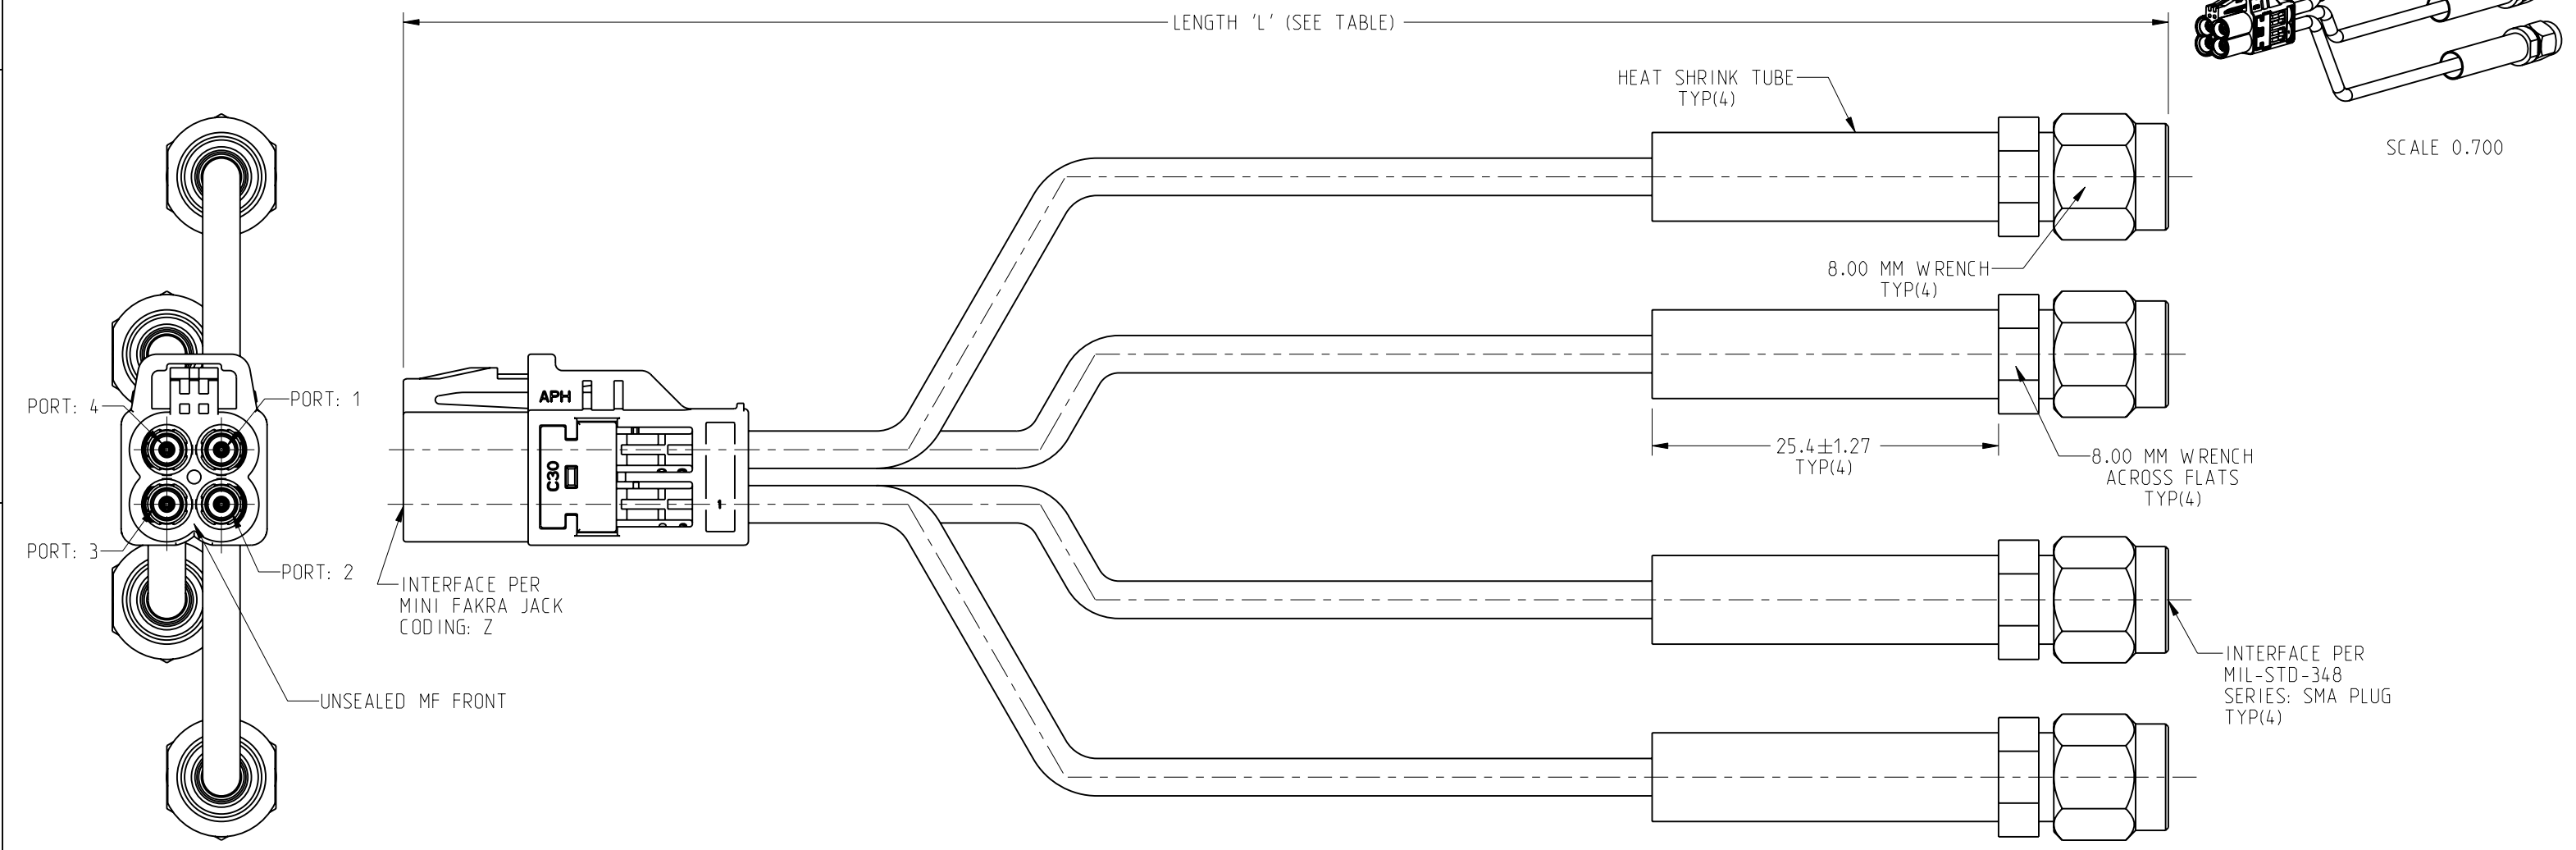 LENGTH 'L' (SEE TABLE)
HEAT SHRINK TUBE
TYP(4)
SCALE 0.700
8.00 MM WRENCH
TYP(4)
PORT: 4
PORT: 1
APH
C30
1
25.4±1.27
TYP(4)
8.00 MM WRENCH
ACROSS FLATS
TYP(4)
PORT: 3
PORT: 2
INTERFACE PER
MINI FAKRA JACK
CODING: Z
UNSEALED MF FRONT
INTERFACE PER
MIL-STD-348
SERIES: SMA PLUG
TYP(4)